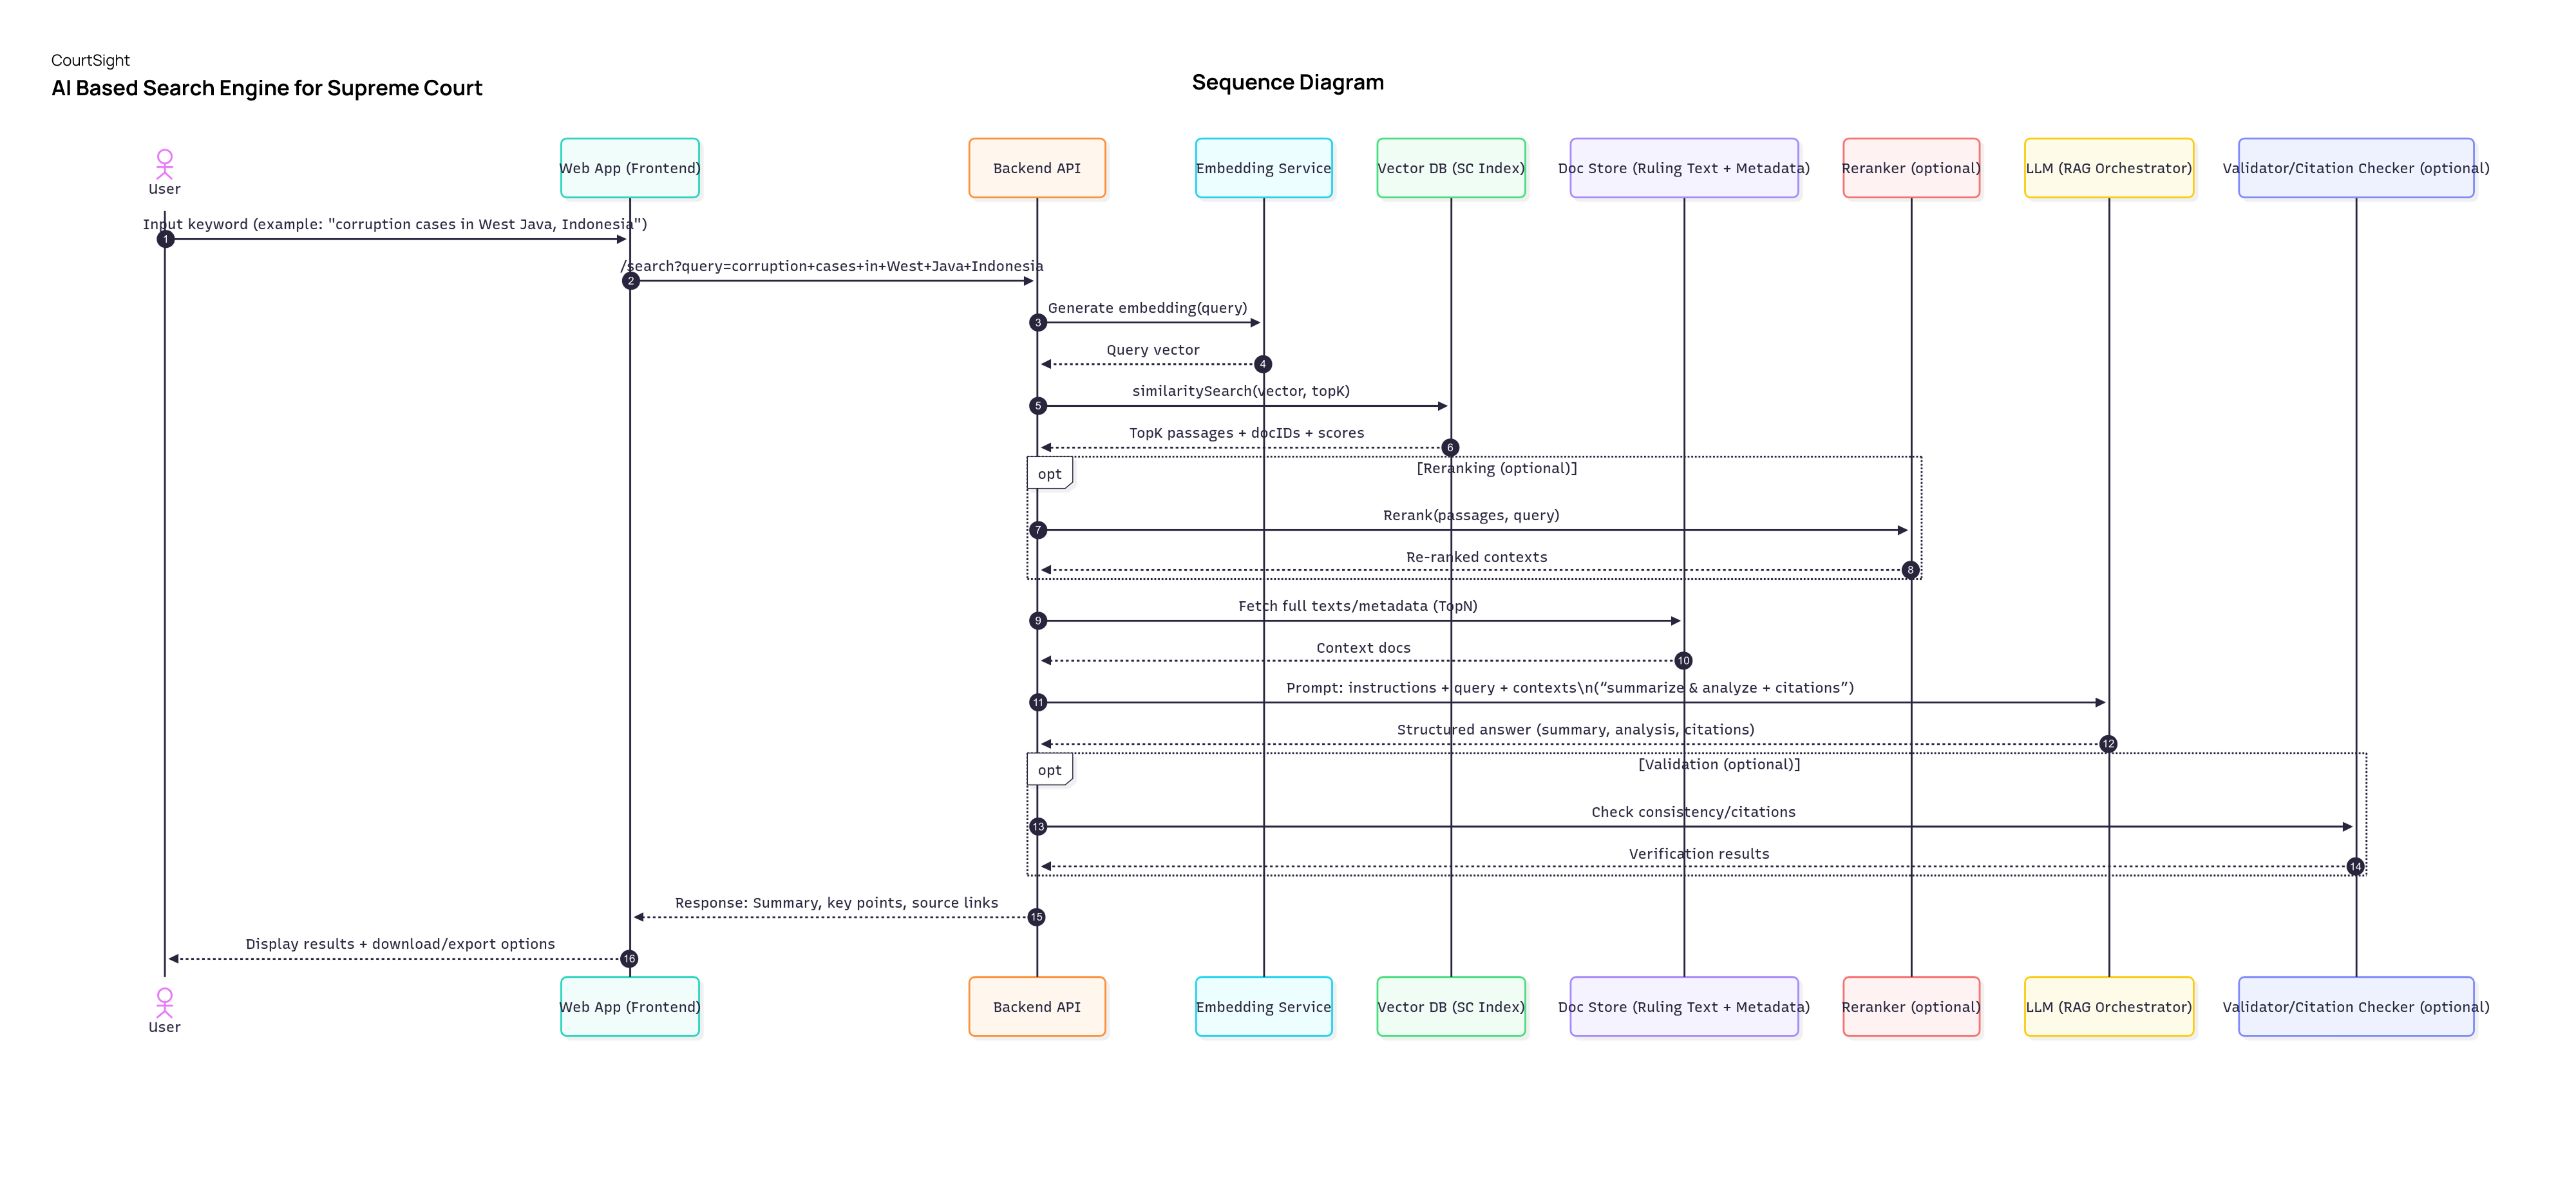 CourtSight
AI Based Search Engine for Supreme Court
Sequence Diagram
User
Web App (Frontend)
Backend API
Embedding Service
Vector DB (SC Index)
Doc Store (Ruling Text + Metadata)
Reranker (optional)
LLM (RAG Orchestrator)
Validator/Citation Checker (optional)
Input keyword (example: "corruption cases in West Java, Indonesia")
1
/search?query=corruption+cases+in+West+Java+Indonesia
2
Generate embedding(query)
3
Query vector
4
similaritySearch(vector, topK)
5
TopK passages + docIDs + scores
6
opt
[Reranking (optional)]
Rerank(passages, query)
7
Re-ranked contexts
8
Fetch full texts/metadata (TopN)
9
Context docs
10
Prompt: instructions + query + contexts\n(“summarize & analyze + citations”)
11
Structured answer (summary, analysis, citations)
12
opt
[Validation (optional)]
Check consistency/citations
13
Verification results
14
Response: Summary, key points, source links
15
Display results + download/export options
16
User
Web App (Frontend)
Backend API
Embedding Service
Vector DB (SC Index)
Doc Store (Ruling Text + Metadata)
Reranker (optional)
LLM (RAG Orchestrator)
Validator/Citation Checker (optional)